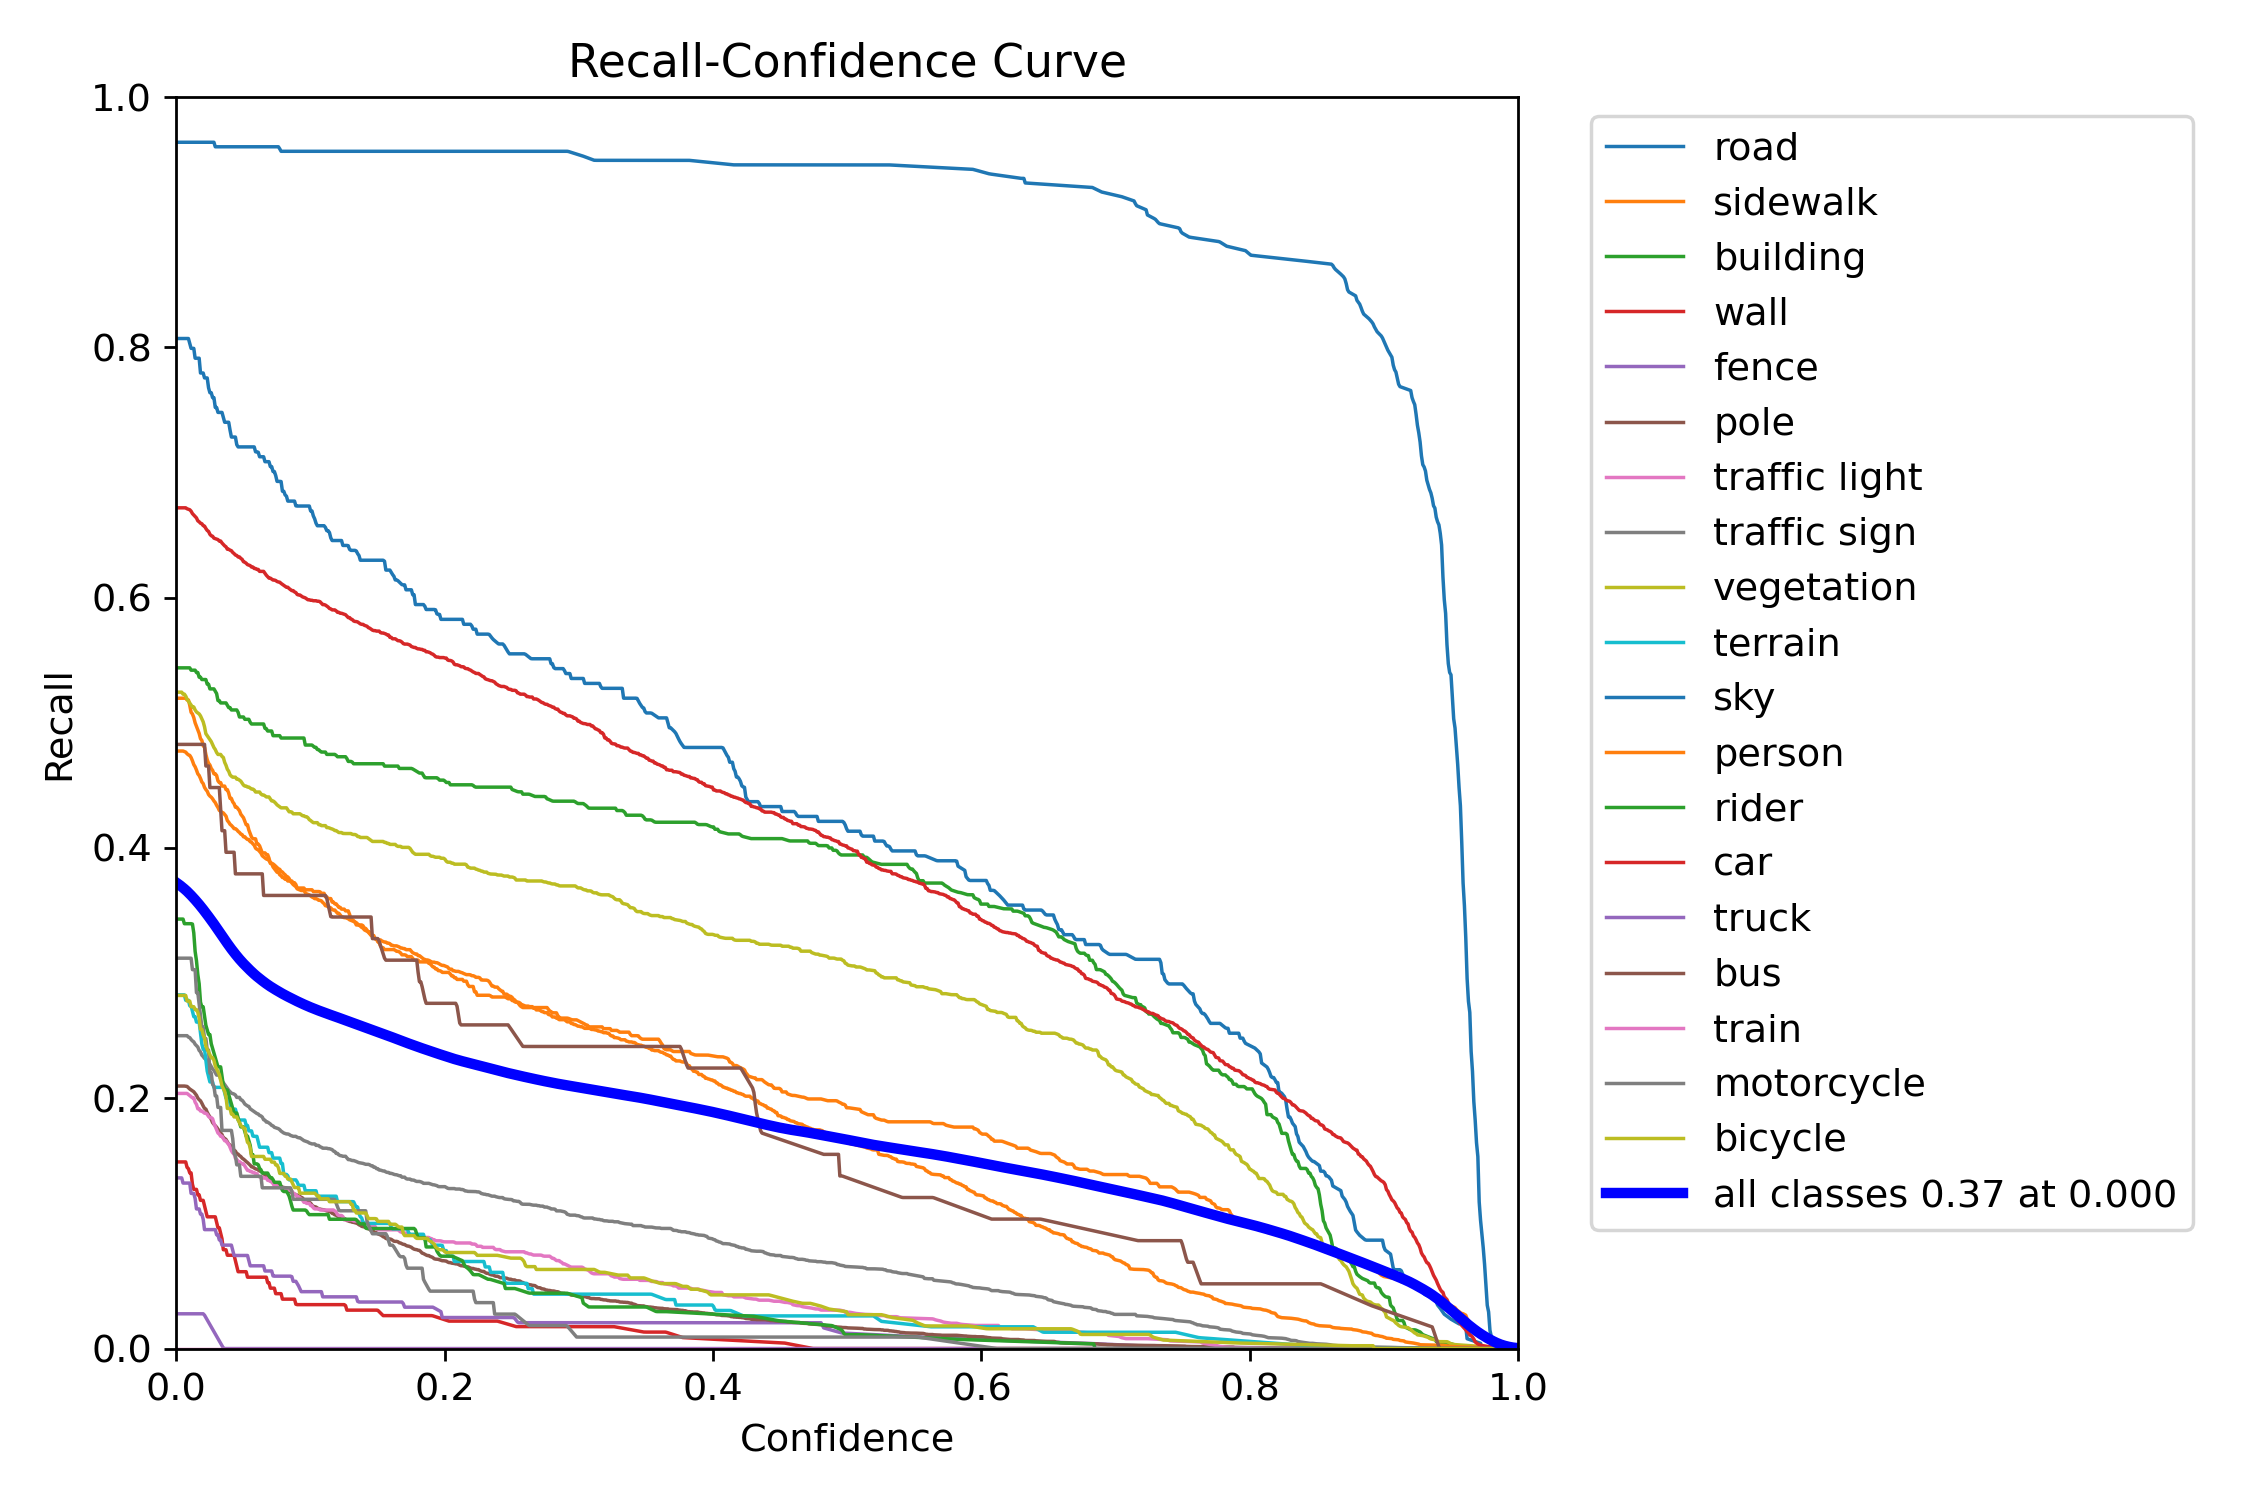 Recall-Confidence Curve
1.0
0.8
0.6
0.4
0.2
0.0
Recall
0.0 0.2 0.4 0.6 0.8 1.0
Confidence
road
sidewalk
building
wall
fence
pole
traffic light
traffic sign
vegetation
terrain
sky
person
rider
car
truck
bus
train
motorcycle
bicycle
all classes 0.37 at 0.000